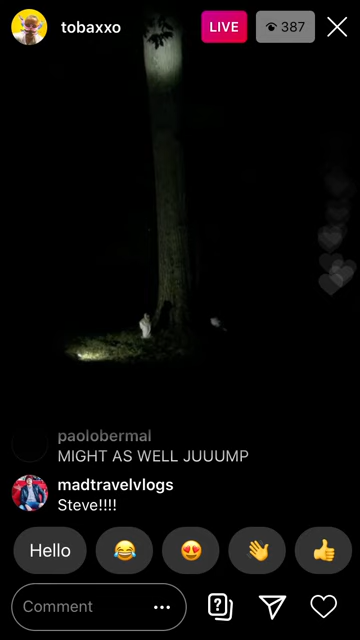 tobaxxo
LIVE
387
paolobermal
MIGHT AS WELL JUUUMP
madtravelvlogs
Steve!!!!
Hello
Comment